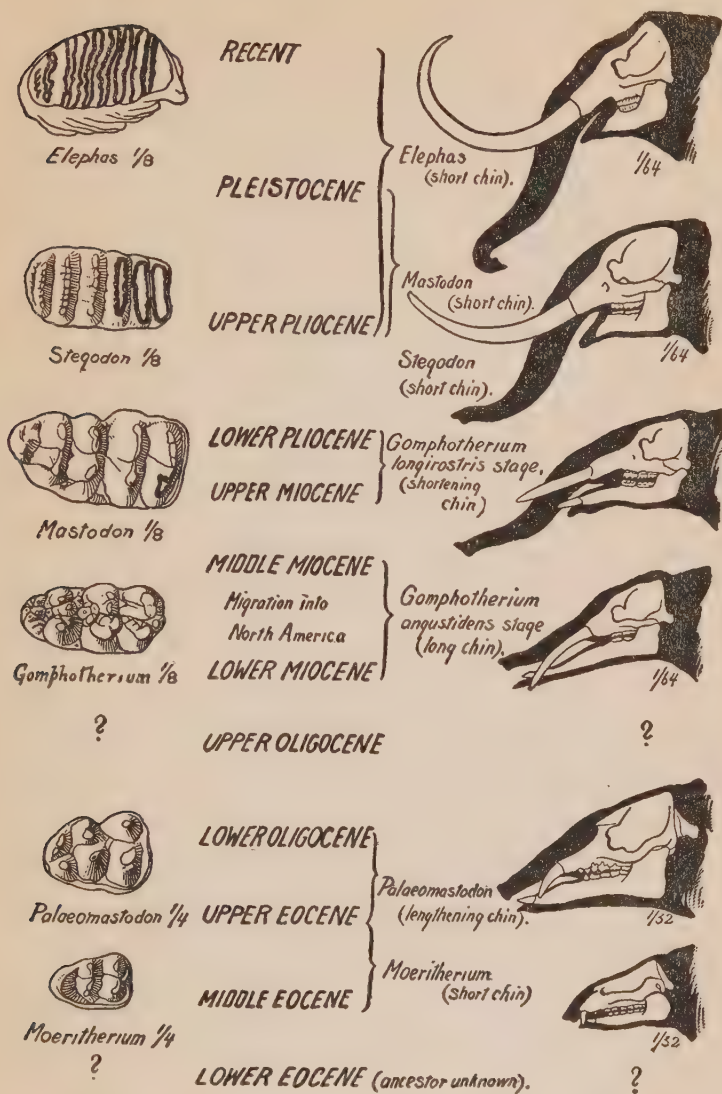 RECENT
Elephas 1/8
Elephas
(short chin).
1/64
PLEISTOCENE
Mastodon
(short chin).
UPPER PLIOCENE
Stegodon 1/8
Stegodon
(short chin).
1/64
LOWER PLIOCENE
Gomphotherium
longirostris stage,
(shortening
chin)
UPPER MIOCENE
Mastodon 1/8
MIDDLE MIOCENE
Migration into
North America
Gomphotherium
angustidens stage
(long chin).
LOWER MIOCENE
Gomphotherium 1/8
1/64
?
UPPER OLIGOCENE
?
LOWER OLIGOCENE
Palaeomastodon 1/4
UPPER EOCENE
Palaeomastodon
(lengthening chin).
1/32
Moeritherium
(short chin)
MIDDLE EOCENE
Moeritherium 1/4
1/32
?
LOWER EOCENE (ancestor unknown).
?